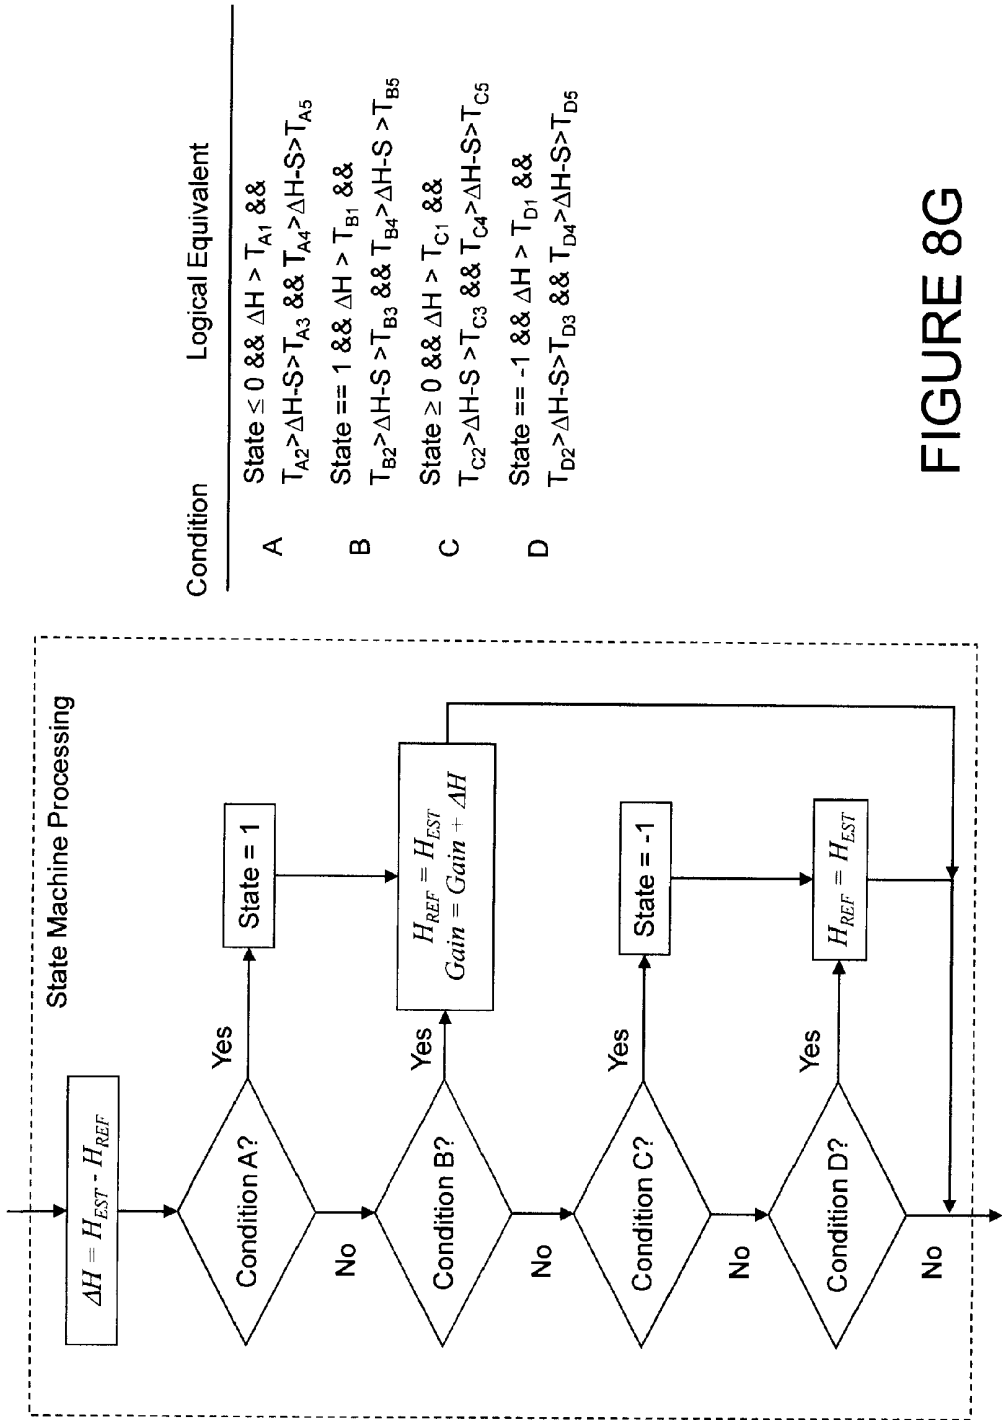 State Machine Processing
ΔH = H_EST - H_REF
Condition A?
Yes
State = 1
No
Condition B?
Yes
H_REF = H_EST
Gain = Gain + ΔH
No
Condition C?
Yes
State = -1
No
Condition D?
Yes
H_REF = H_EST
No
Condition Logical Equivalent
A State ≤ 0 && ΔH > T_A1 &&
T_A2>ΔH-S>T_A3 && T_A4>ΔH-S>T_A5
B State == 1 && ΔH > T_B1 &&
T_B2>ΔH-S >T_B3 && T_B4>ΔH-S >T_B5
C State ≥ 0 && ΔH > T_C1 &&
T_C2>ΔH-S >T_C3 && T_C4>ΔH-S>T_C5
D State == -1 && ΔH > T_D1 &&
T_D2>ΔH-S>T_D3 && T_D4>ΔH-S>T_D5
FIGURE 8G